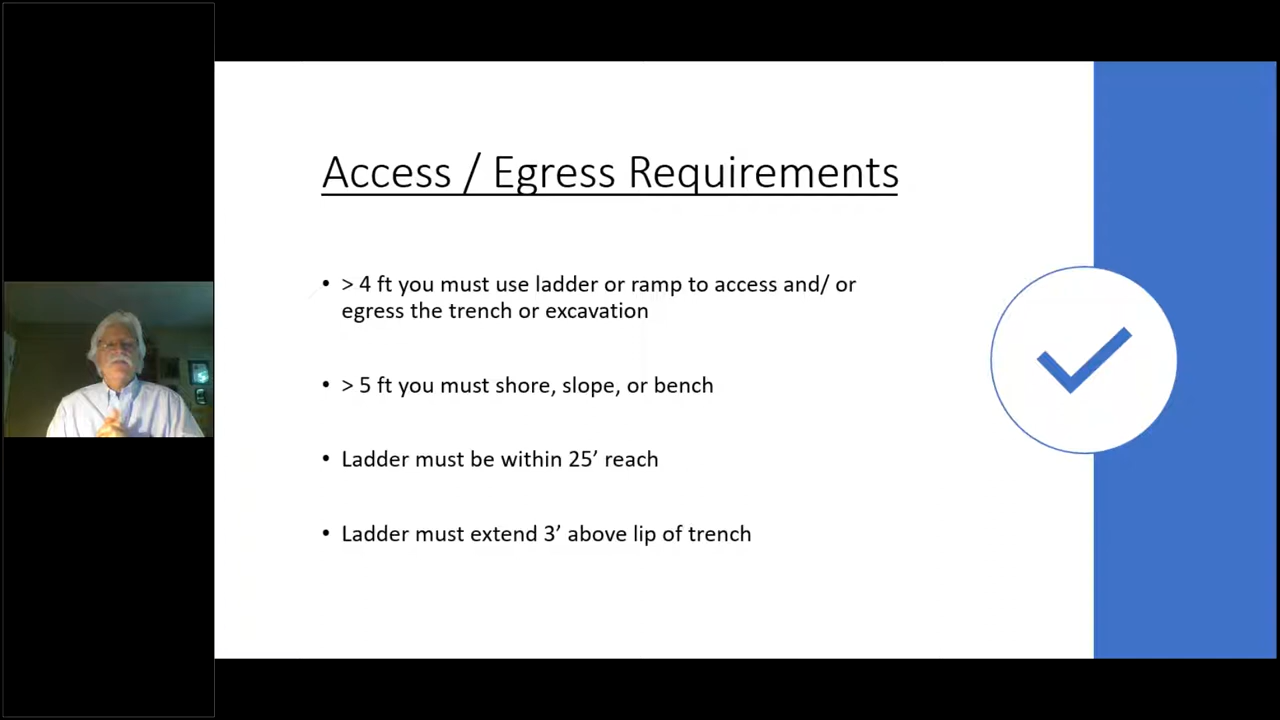 Access / Egress Requirements
• > 4 ft you must use ladder or ramp to access and/ or
egress the trench or excavation
• > 5 ft you must shore, slope, or bench
• Ladder must be within 25’ reach
• Ladder must extend 3’ above lip of trench